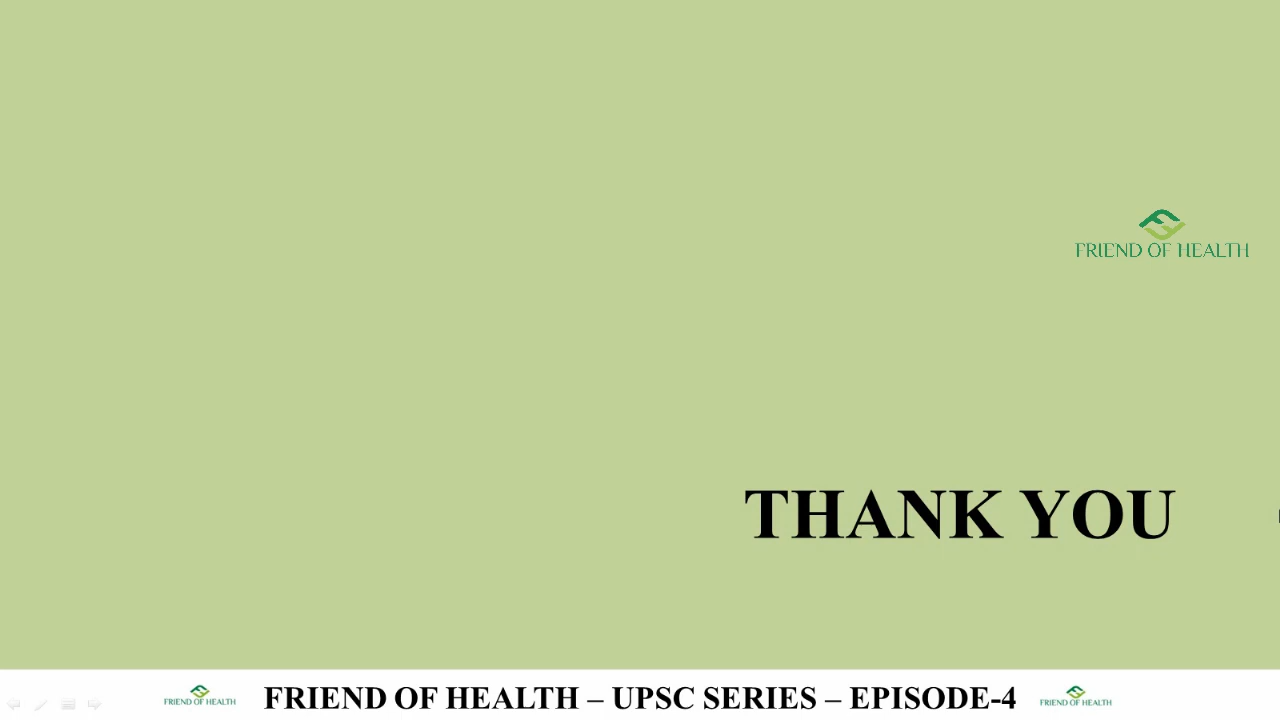 FRIEND OF HEALTH
THANK YOU
FRIEND OF HEALTH
FRIEND OF HEALTH – UPSC SERIES – EPISODE-4
FRIEND OF HEALTH